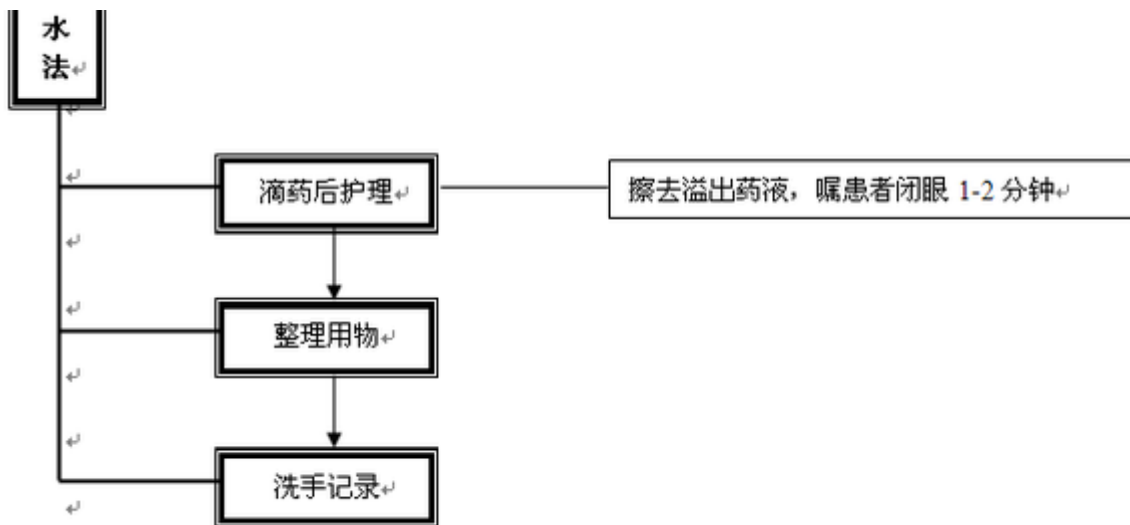 水
法
滴药后护理
擦去溢出药液，嘱患者闭眼 1-2 分钟
整理用物
洗手记录